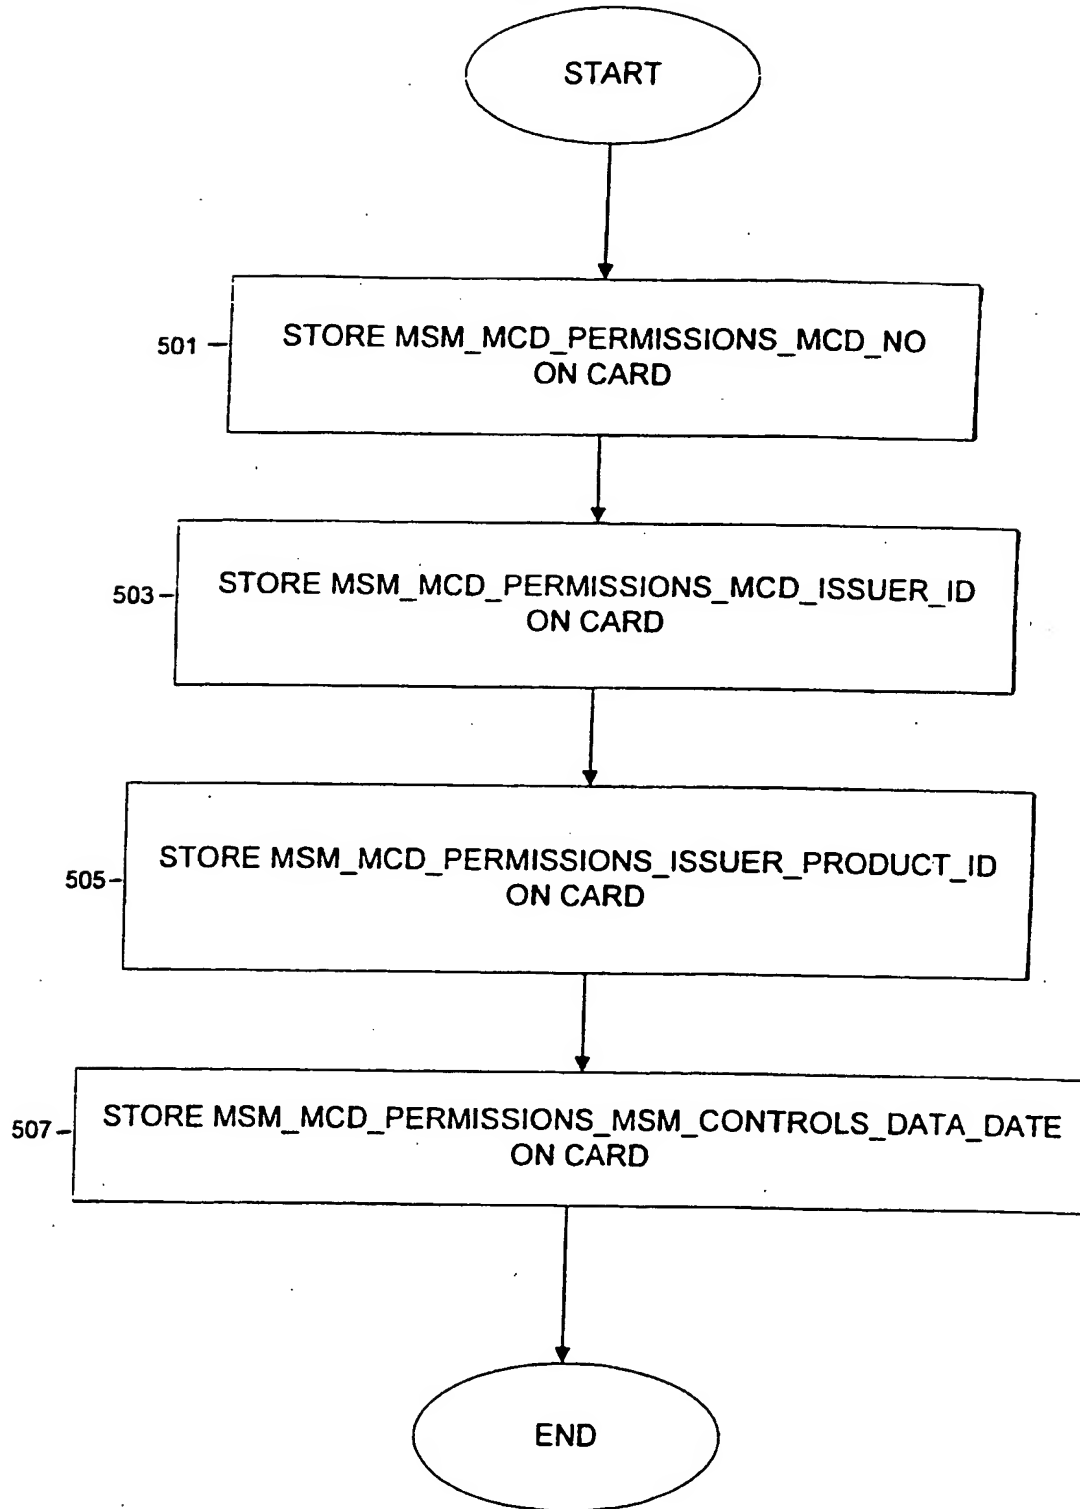 START
501
STORE MSM_MCD_PERMISSIONS_MCD_NO
ON CARD
503
STORE MSM_MCD_PERMISSIONS_MCD_ISSUER_ID
ON CARD
505
STORE MSM_MCD_PERMISSIONS_ISSUER_PRODUCT_ID
ON CARD
507
STORE MSM_MCD_PERMISSIONS_MSM_CONTROLS_DATA_DATE
ON CARD
END